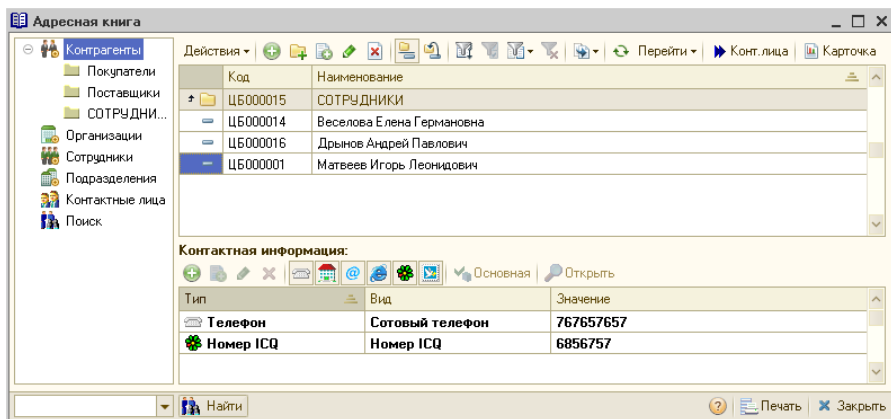 Адресная книга
Контрагенты
Покупатели
Поставщики
СОТРУДНИ...
Организации
Сотрудники
Подразделения
Контактные лица
Поиск
Действия Перейти Конт.лица Карточка
Код Наименование
ЦБ000015 СОТРУДНИКИ
ЦБ000014 Веселова Елена Германовна
ЦБ000016 Дрынов Андрей Павлович
ЦБ000001 Матвеев Игорь Леонидович
Контактная информация:
Основная Открыть
Тип Вид Значение
Телефон Сотовый телефон 767657657
Номер ICQ Номер ICQ 6856757
Найти ? Печать Закрыть